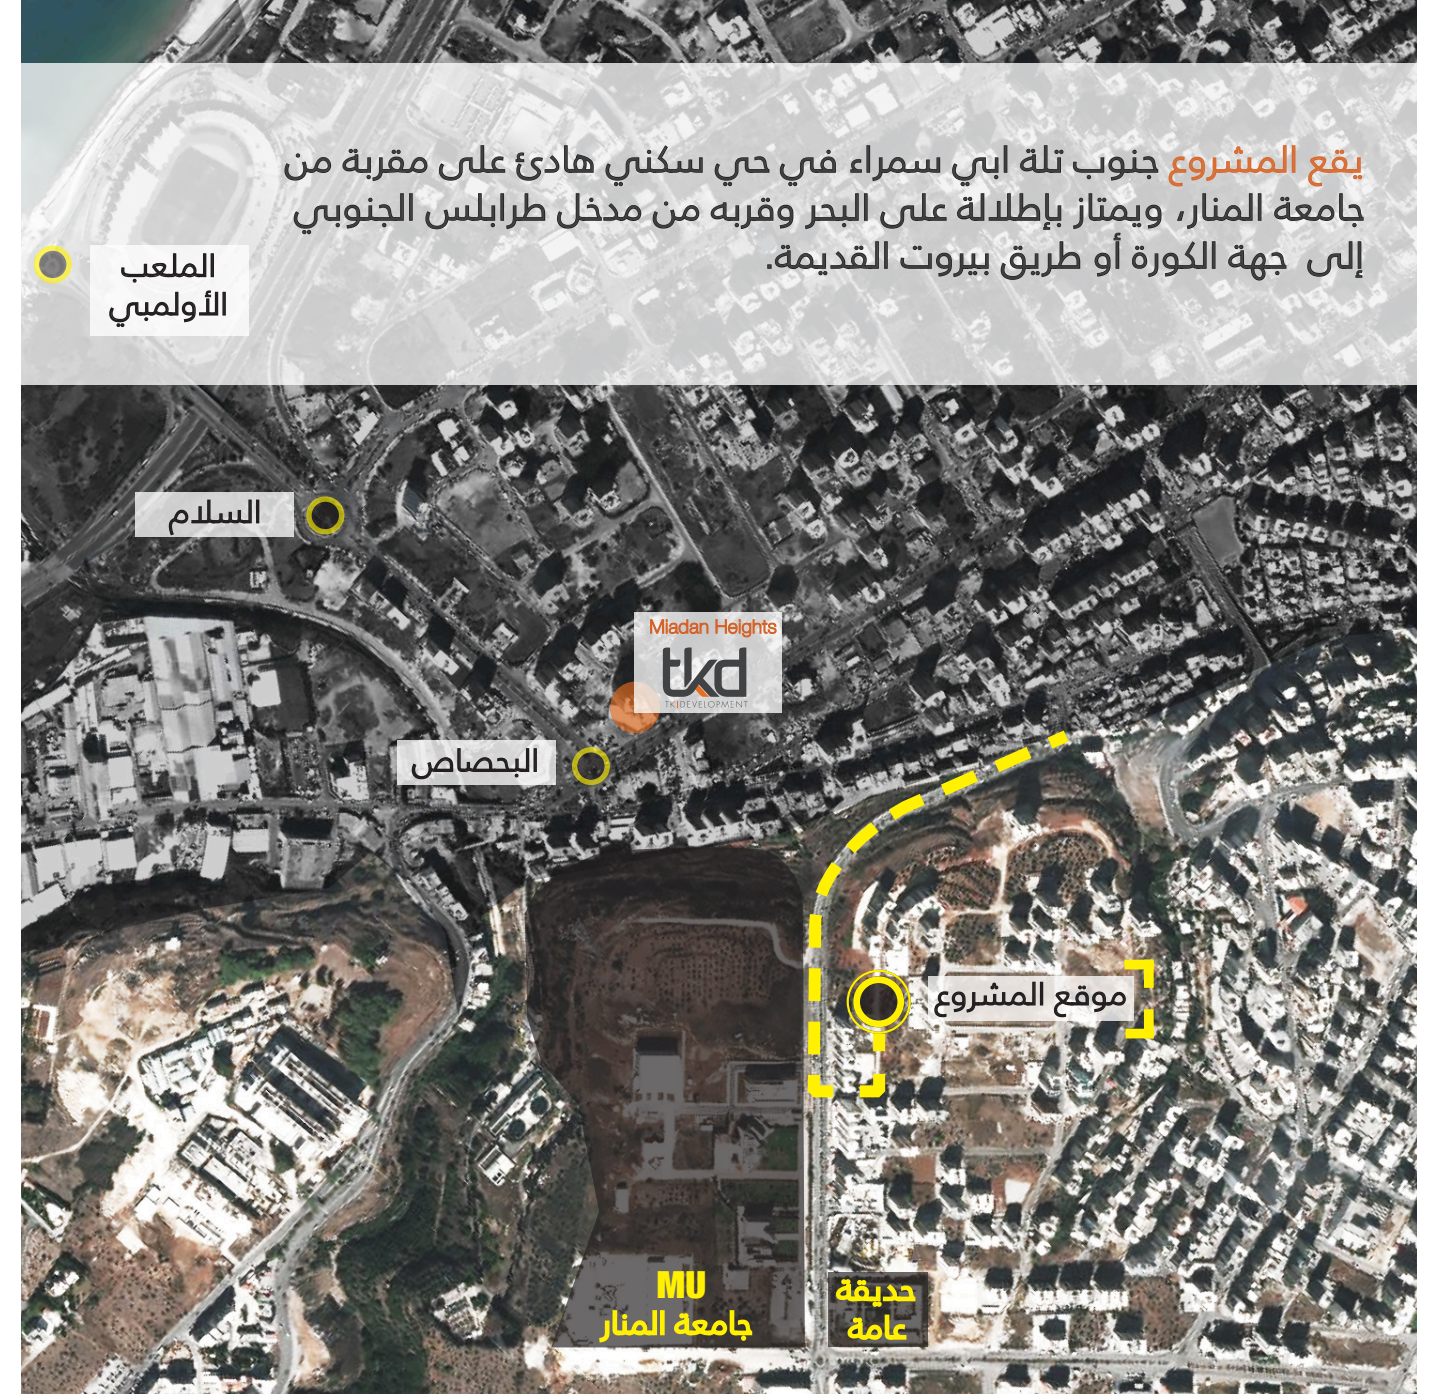 يقع المشروع جنوب تلة ابي سمراء في حي سكني هادئ على مقربة من
جامعة المنار، ويمتاز بإطلالة على البحر وقربه من مدخل طرابلس الجنوبي
إلى جهة الكورة أو طريق بيروت القديمة.
الملعب
الأولمبي
السلام
Miadan Heights
tkd
TKIDEVELOPMENT
البحصاص
موقع المشروع
MU
جامعة المنار
حديقة
عامة